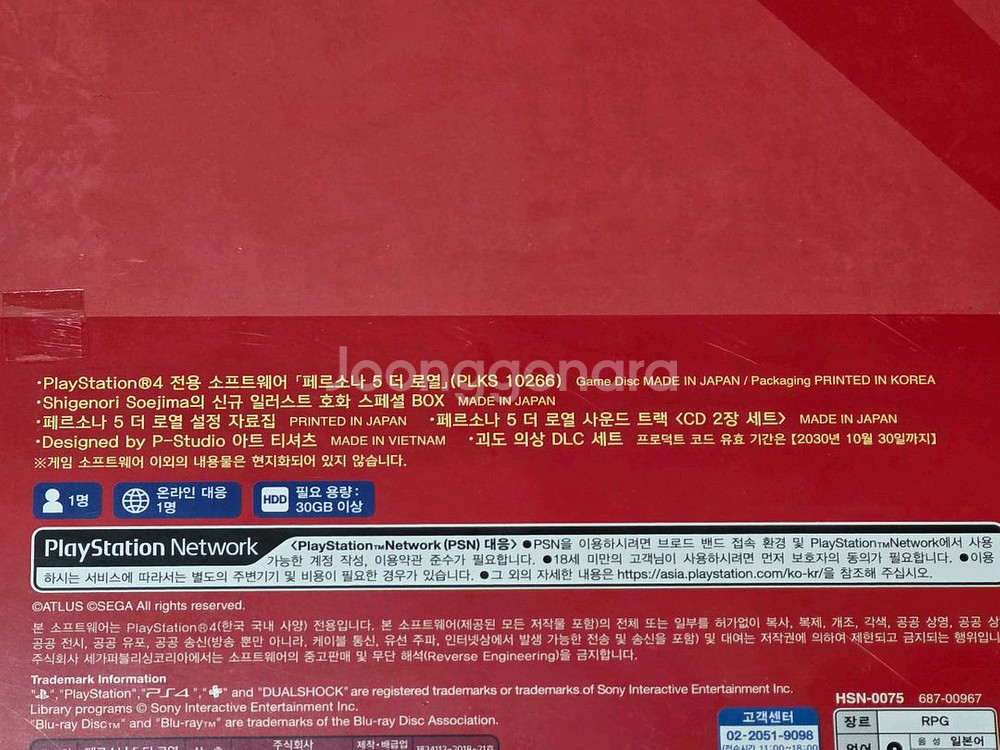 Joonggonara
•PlayStation®4 전용 소프트웨어「페르소나 5 더 로열」(PLKS 10266) Game Disc MADE IN JAPAN / Packaging PRINTED IN KOREA
•Shigenori Soejima의 신규 일러스트 호화 스페셜 BOX MADE IN JAPAN
•페르소나 5 더 로열 설정 자료집 PRINTED IN JAPAN •페르소나 5 더 로열 사운드 트랙 <CD 2장 세트> MADE IN JAPAN
•Designed by P-Studio 아트 티셔츠 MADE IN VIETNAM •괴도 의상 DLC 세트 프로덕트 코드 유효 기간은【2030년 10월 30일까지】
※게임 소프트웨어 이외의 내용물은 현지화되어 있지 않습니다.
1명 온라인 대응 1명 HDD 필요 용량: 30GB 이상
PlayStation Network <PlayStation™Network (PSN) 대응> ●PSN을 이용하시려면 브로드 밴드 접속 환경 및 PlayStation™Network에서 사용
가능한 계정 작성, 이용약관 준수가 필요합니다. ●18세 미만의 고객님이 사용하시려면 먼저 보호자의 동의가 필요합니다. ●이용
하시는 서비스에 따라서는 별도의 주변기기 및 비용이 필요한 경우가 있습니다. ●그 외의 자세한 내용은 https://asia.playstation.com/ko-kr/을 참조해 주십시오.
©ATLUS ©SEGA All rights reserved.
본 소프트웨어는 PlayStation®4(한국 국내 사양) 전용입니다. 본 소프트웨어(제공된 모든 저작물 포함)의 전체 또는 일부를 허가없이 복사, 복제, 개조, 각색, 공공 상영, 공공 상
공공 전시, 공공 유포, 공공 송신(방송 뿐만 아니라, 케이블 통신, 유선 주파, 인터넷상에서 발생 가능한 전송 및 송신을 포함) 및 대여는 저작권에 의하여 제한되고 금지되는 행위입니
주식회사 세가퍼블리싱코리아에서는 소프트웨어의 중고판매 및 무단 해석(Reverse Engineering)을 금지합니다.
Trademark Information
"", "PlayStation", "PS4", "" and "DUALSHOCK" are registered trademarks or trademarks of Sony Interactive Entertainment Inc.
Library programs © Sony Interactive Entertainment Inc.
"Blu-ray Disc™" and "Blu-ray™" are trademarks of the Blu-ray Disc Association.
HSN-0075 687-00967
고객센터
02-2051-9098
장르 RPG
음성 일본어
주식회사 제작·배급업